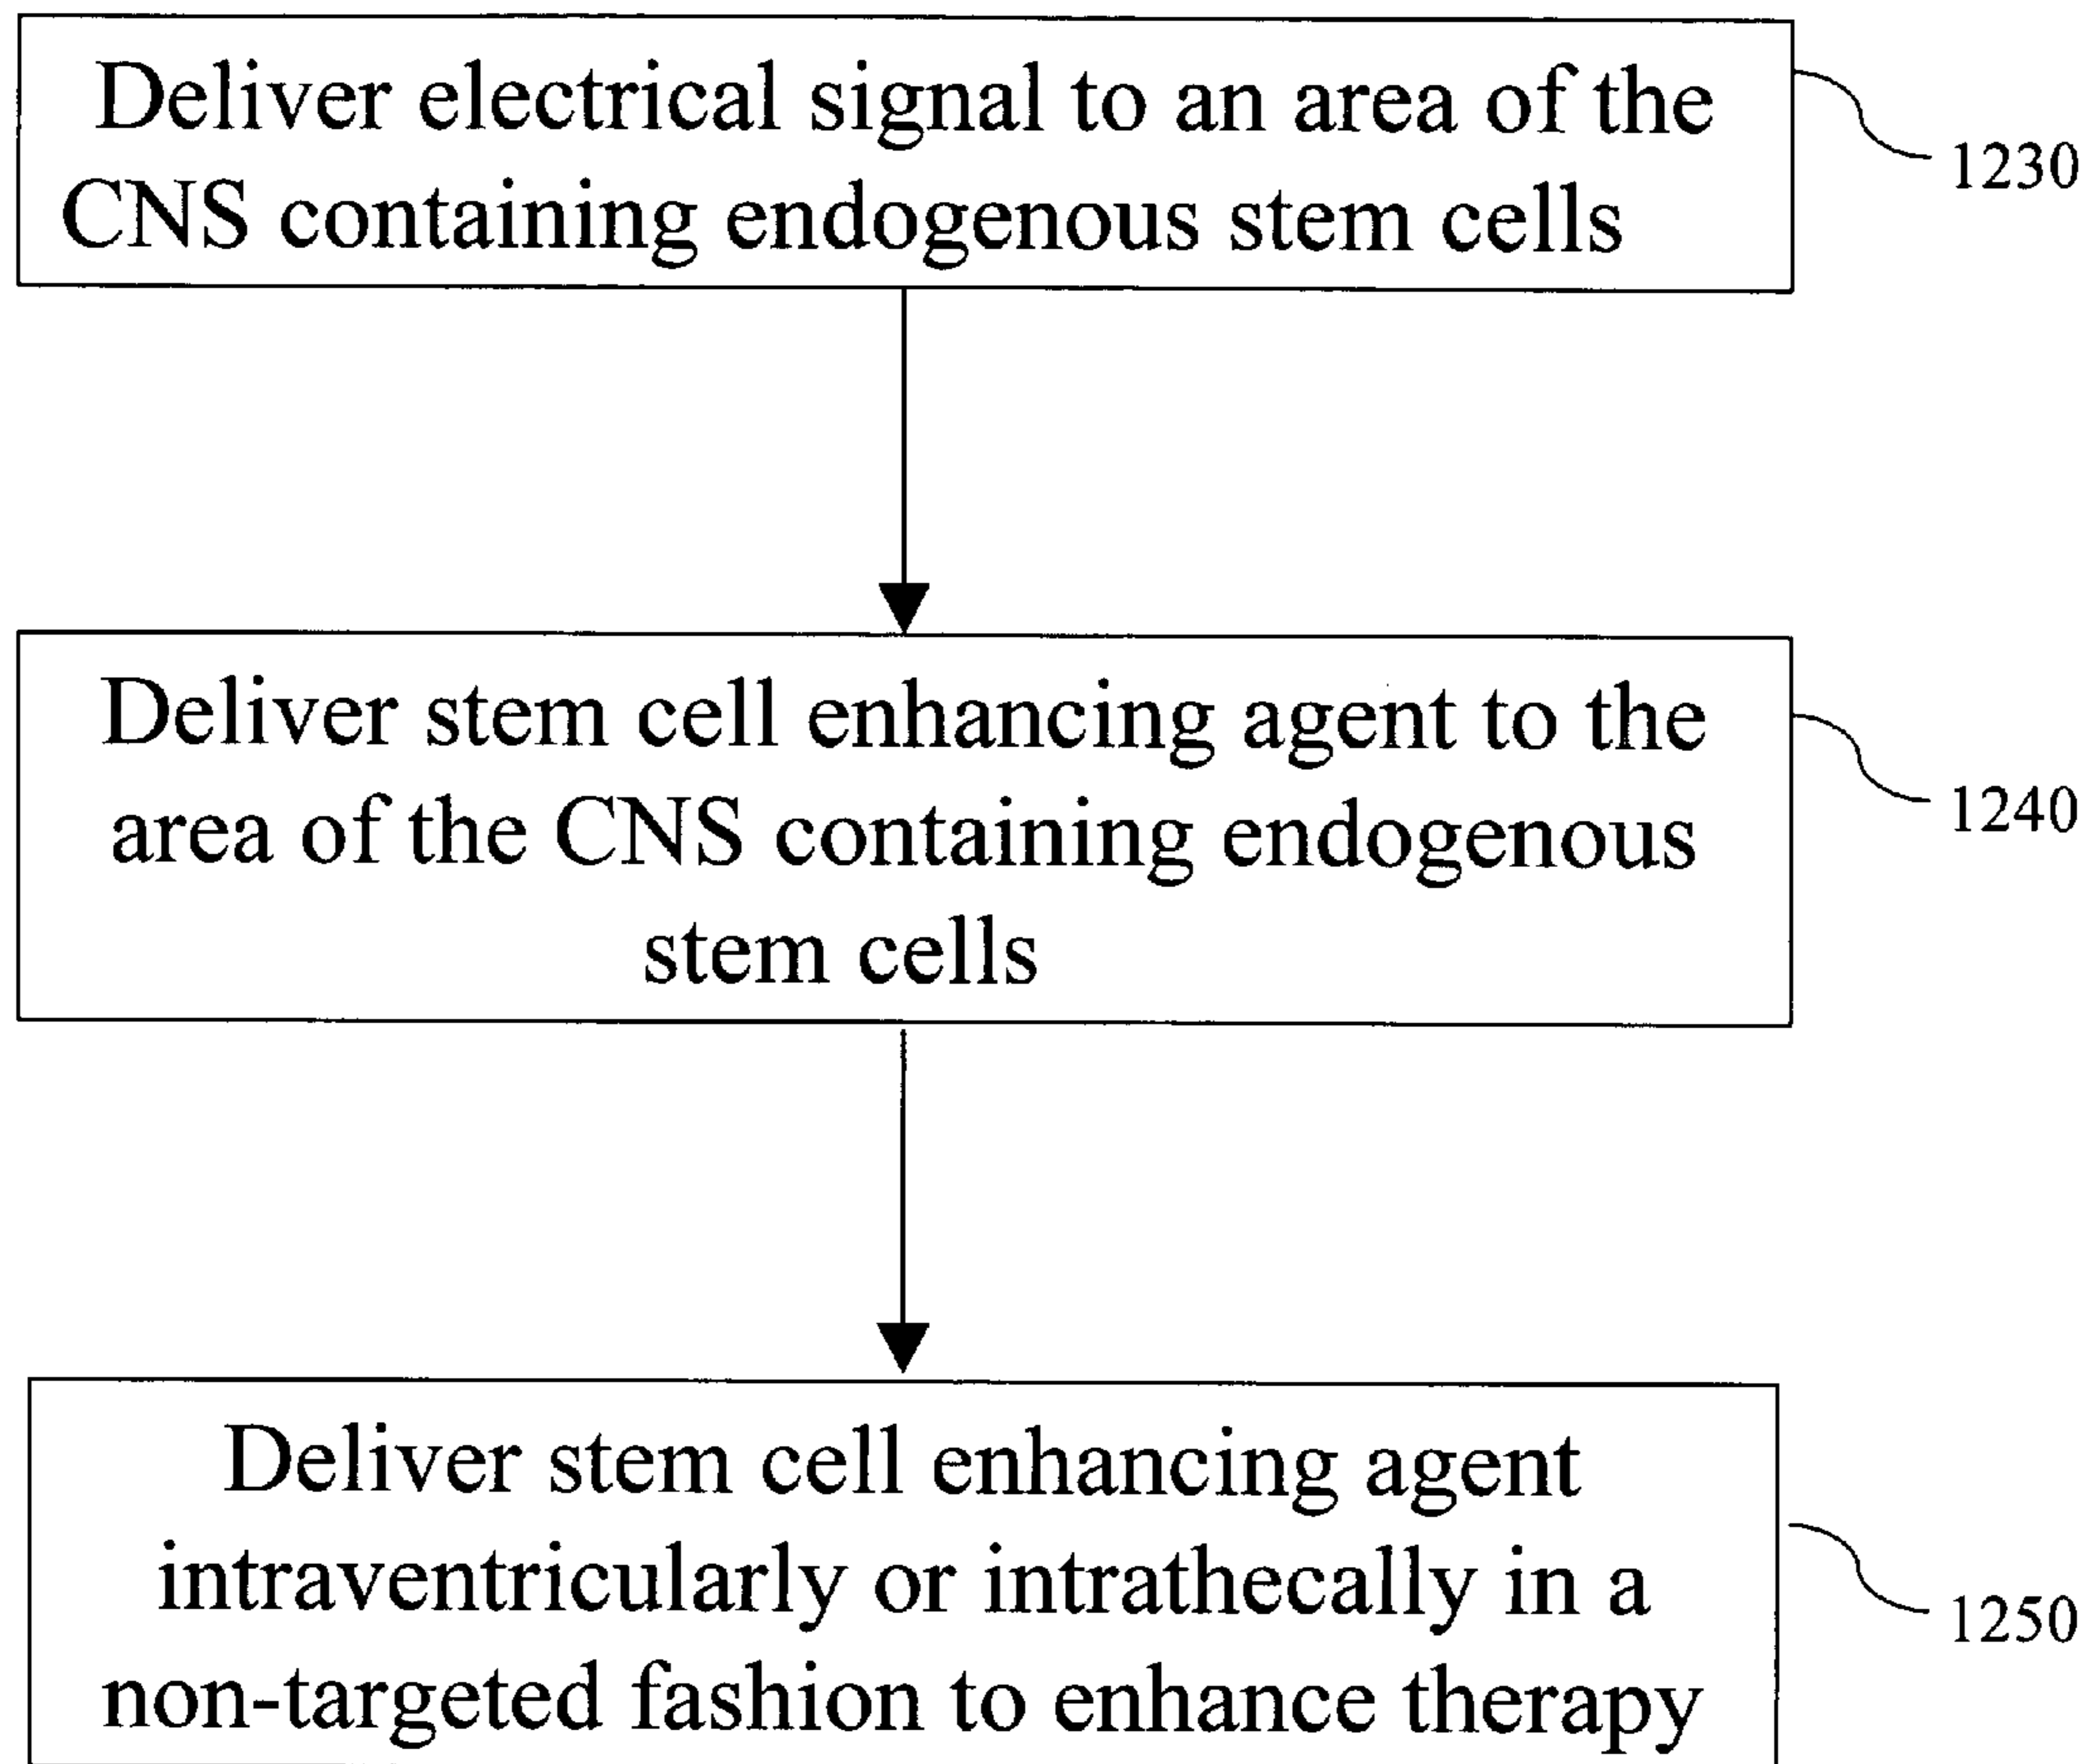 Deliver electrical signal to an area of the
CNS containing endogenous stem cells
1230
Deliver stem cell enhancing agent to the
area of the CNS containing endogenous
stem cells
1240
Deliver stem cell enhancing agent
intraventricularly or intrathecally in a
non-targeted fashion to enhance therapy
1250